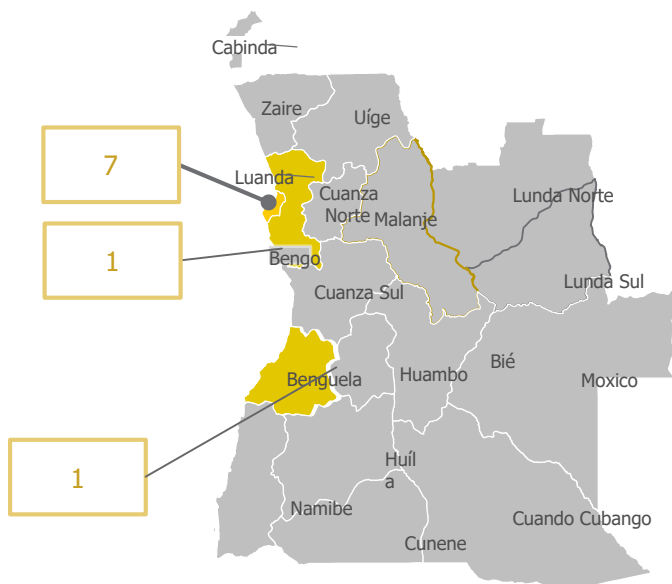 Cabinda
Zaire
Uíge
7
Luanda
Cuanza
Norte
Lunda Norte
Malanje
1
Bengo
Lunda Sul
Cuanza Sul
Bié
Benguela
Huambo
Moxico
1
Huíl
a
Namibe
Cuando Cubango
Cunene